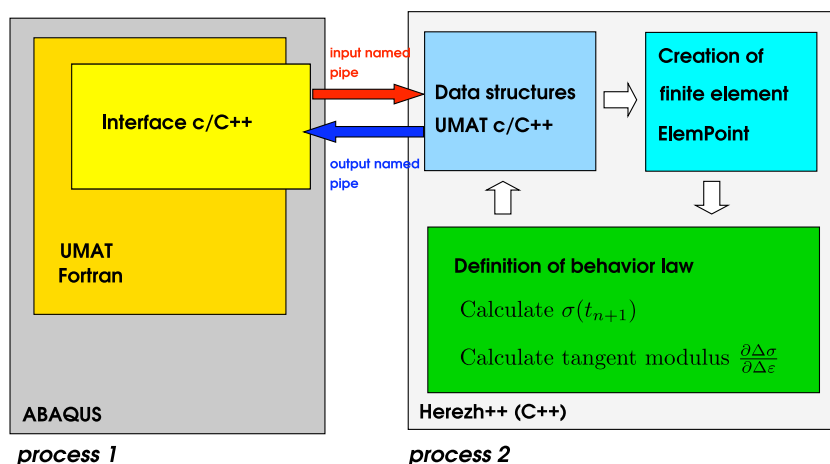 input named
pipe
Interface c/C++
output named
pipe
UMAT
Fortran
ABAQUS
process 1
Data structures
UMAT c/C++
Creation of
finite element
ElemPoint
Definition of behavior law
Calculate σ(tₙ₊₁)
Calculate tangent modulus ∂Δσ/∂Δε
Herezh++ (C++)
process 2